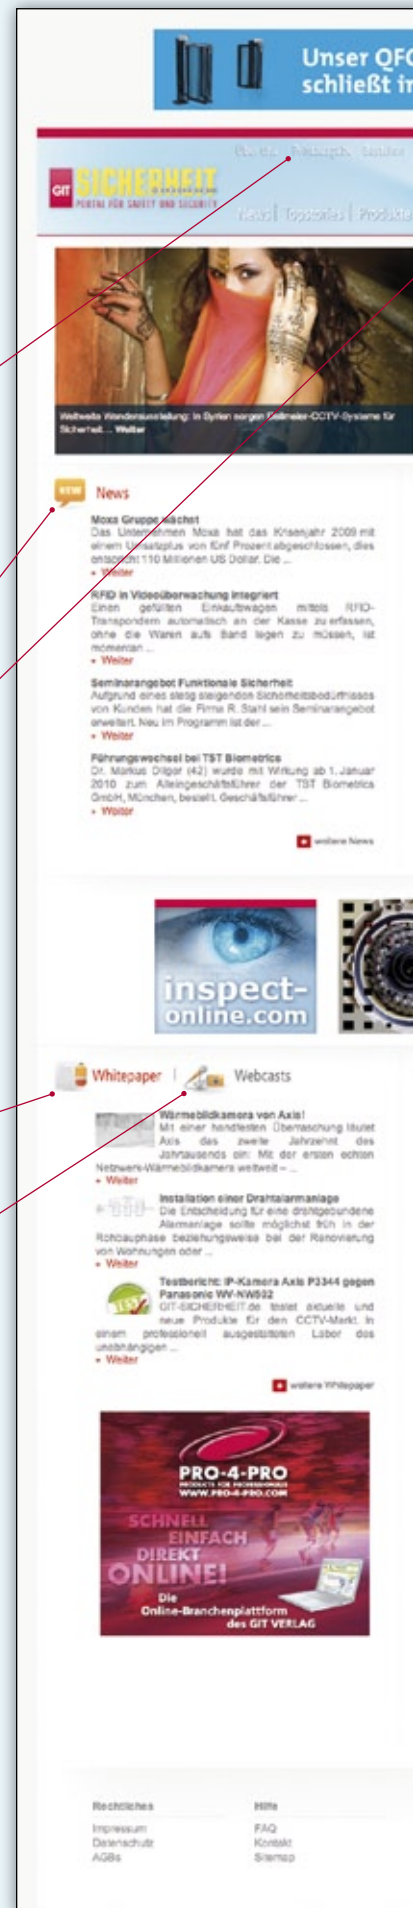 Unser QFC
schließt in
GIT SICHERHEIT
PORTAL FÜR SAFETY UND SECURITY
News | Topstories | Produkte
Weltweite Wanderausstellung: In Syrien sorgen Dallmeier-CCTV-Systeme für
Sicherheit ... Weiter
NEW News
Moxa Gruppe wächst
Das Unternehmen Moxa hat das Krisenjahr 2009 mit
einem Umsatzplus von fünf Prozent abgeschlossen, dies
entspricht 110 Millionen US Dollar. Die ...
» Weiter
RFID in Videoüberwachung integriert
Einen gefüllten Einkaufswagen mittels RFID-
Transpondern automatisch an der Kasse zu erfassen,
ohne die Waren aufs Band legen zu müssen, ist
momentan ...
» Weiter
Seminarangebot Funktionale Sicherheit
Aufgrund eines stetig steigenden Sicherheitsbedürfnisses
von Kunden hat die Firma R. Stahl sein Seminarangebot
erweitert. Neu im Programm ist der ...
» Weiter
Führungswechsel bei TST Biometrics
Dr. Markus Dilger (42) wurde mit Wirkung ab 1. Januar
2010 zum Alleingeschäftsführer der TST Biometrics
GmbH, München, bestellt. Geschäftsführer ...
» Weiter
weitere News
inspect-
online.com
Whitepaper | Webcasts
Wärmebildkamera von Axis!
Mit einer handfesten Überraschung läutet
Axis das zweite Jahrzehnt des
Jahrtausends ein: Mit der ersten echten
Netzwerk-Wärmebildkamera weltweit – ...
» Weiter
Installation einer Drahtalarmanlage
Die Entscheidung für eine drahtgebundene
Alarmanlage sollte möglichst früh in der
Rohbauphase beziehungsweise bei der Renovierung
von Wohnungen oder ...
» Weiter
TEST
Testbericht: IP-Kamera Axis P3344 gegen
Panasonic WV-NW502
GIT-SICHERHEIT.de testet aktuelle und
neue Produkte für den CCTV-Markt. In
einem professionell ausgestatteten Labor des
unabhängigen ...
» Weiter
weitere Whitepaper
PRO-4-PRO
PRODUCTS FOR PROFESSIONALS
WWW.PRO-4-PRO.COM
SCHNELL
EINFACH
DIREKT
ONLINE!
Die
Online-Branchenplattform
des GIT VERLAG
Rechtliches
Impressum
Datenschutz
AGBs
Hilfe
FAQ
Kontakt
Sitemap